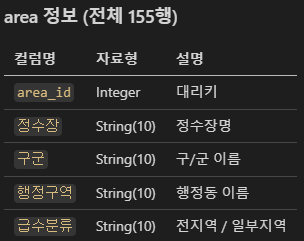 area 정보 (전체 155행)
컬럼명 자료형 설명
area_id Integer 대리키
정수장 String(10) 정수장명
구군 String(10) 구/군 이름
행정구역 String(10) 행정동 이름
급수분류 String(10) 전지역 / 일부지역